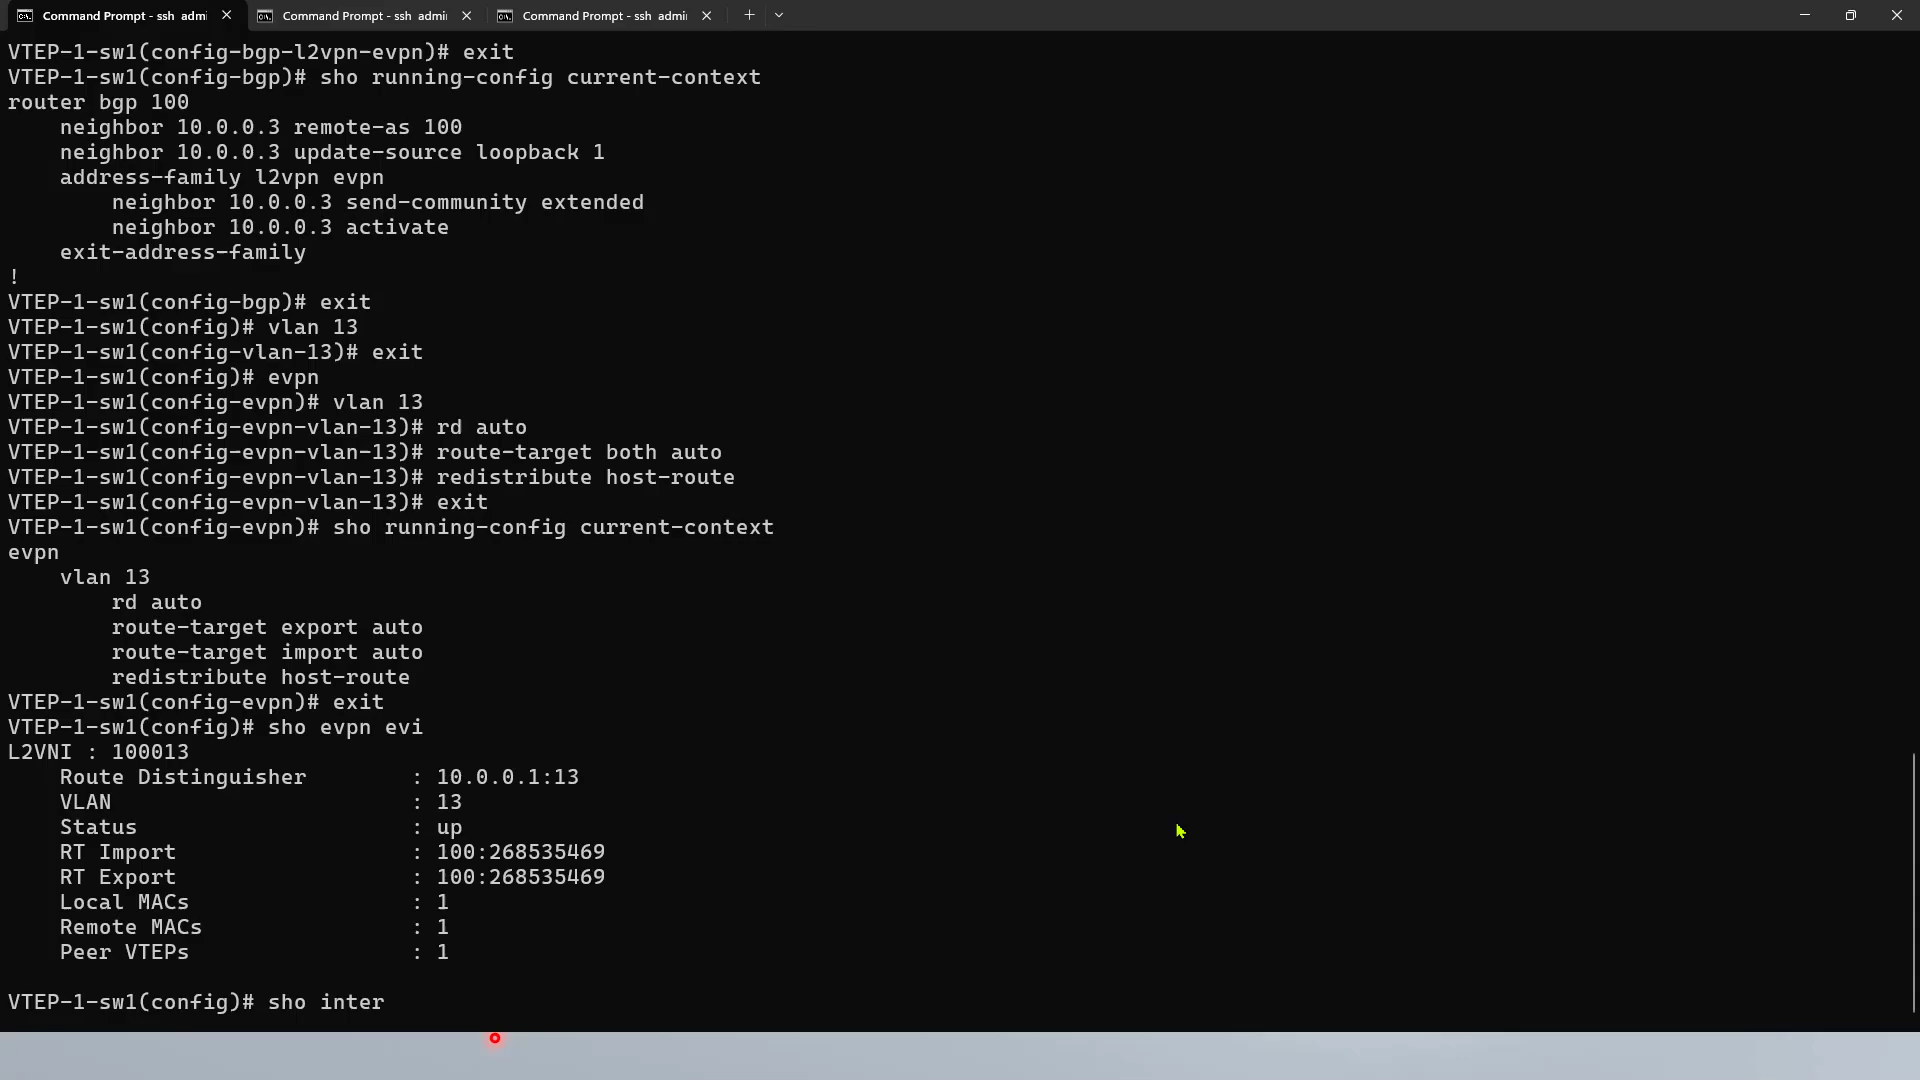 Command Prompt - ssh admi
Command Prompt - ssh admi
Command Prompt - ssh admi
VTEP-1-sw1(config-bgp-l2vpn-evpn)# exit
VTEP-1-sw1(config-bgp)# sho running-config current-context
router bgp 100
neighbor 10.0.0.3 remote-as 100
neighbor 10.0.0.3 update-source loopback 1
address-family l2vpn evpn
neighbor 10.0.0.3 send-community extended
neighbor 10.0.0.3 activate
exit-address-family
!
VTEP-1-sw1(config-bgp)# exit
VTEP-1-sw1(config)# vlan 13
VTEP-1-sw1(config-vlan-13)# exit
VTEP-1-sw1(config)# evpn
VTEP-1-sw1(config-evpn)# vlan 13
VTEP-1-sw1(config-evpn-vlan-13)# rd auto
VTEP-1-sw1(config-evpn-vlan-13)# route-target both auto
VTEP-1-sw1(config-evpn-vlan-13)# redistribute host-route
VTEP-1-sw1(config-evpn-vlan-13)# exit
VTEP-1-sw1(config-evpn)# sho running-config current-context
evpn
vlan 13
rd auto
route-target export auto
route-target import auto
redistribute host-route
VTEP-1-sw1(config-evpn)# exit
VTEP-1-sw1(config)# sho evpn evi
L2VNI : 100013
Route Distinguisher : 10.0.0.1:13
VLAN : 13
Status : up
RT Import : 100:268535469
RT Export : 100:268535469
Local MACs : 1
Remote MACs : 1
Peer VTEPs : 1
VTEP-1-sw1(config)# sho inter